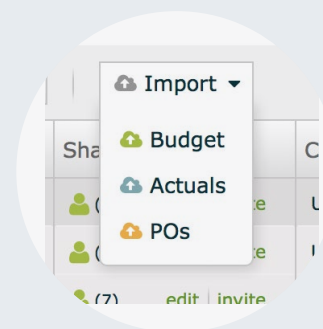 Import
Sha
C
Budget
Actuals
POs
(7) edit | invite